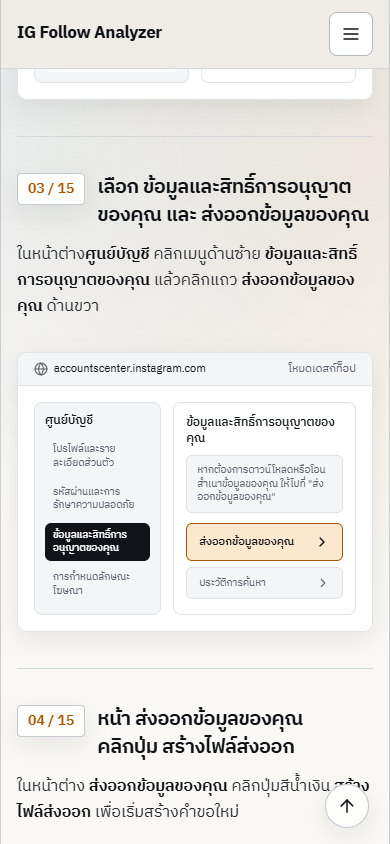 IG Follow Analyzer
03 / 15
เลือก ข้อมูลและสิทธิ์การอนุญาต
ของคุณ และ ส่งออกข้อมูลของคุณ
ในหน้าต่างศูนย์บัญชี คลิกเมนูด้านซ้าย ข้อมูลและสิทธิ์
การอนุญาตของคุณ แล้วคลิกแถว ส่งออกข้อมูลของ
คุณ ด้านขวา
accountscenter.instagram.com
โหมดเดสก์ท็อป
ศูนย์บัญชี
โปรไฟล์และราย
ละเอียดส่วนตัว
รหัสผ่านและการ
รักษาความปลอดภัย
ข้อมูลและสิทธิ์การ
อนุญาตของคุณ
การกำหนดลักษณะ
โฆษณา
ข้อมูลและสิทธิ์การอนุญาตของ
คุณ
หากต้องการดาวน์โหลดหรือโอน
สำเนาข้อมูลของคุณ ให้ไปที่ "ส่ง
ออกข้อมูลของคุณ"
ส่งออกข้อมูลของคุณ
ประวัติการค้นหา
04 / 15
หน้า ส่งออกข้อมูลของคุณ
คลิกปุ่ม สร้างไฟล์ส่งออก
ในหน้าต่าง ส่งออกข้อมูลของคุณ คลิกปุ่มสีน้ำเงิน สร้าง
ไฟล์ส่งออก เพื่อเริ่มสร้างคำขอใหม่